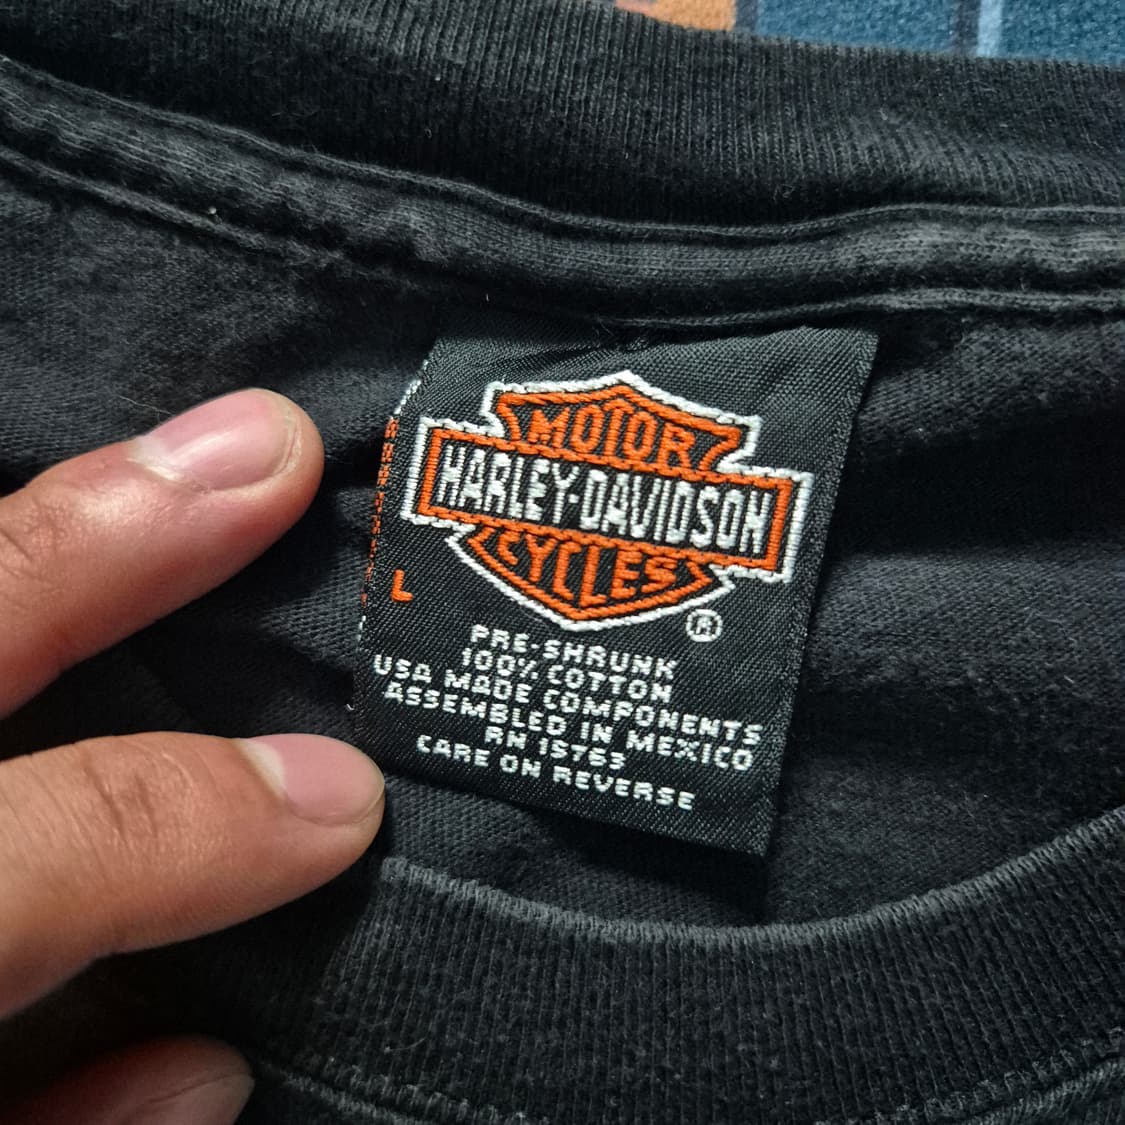 MOTOR
HARLEY-DAVIDSON
CYCLES
®
L
PRE-SHRUNK
100% COTTON
USA MADE COMPONENTS
ASSEMBLED IN MEXICO
RN 15763
CARE ON REVERSE